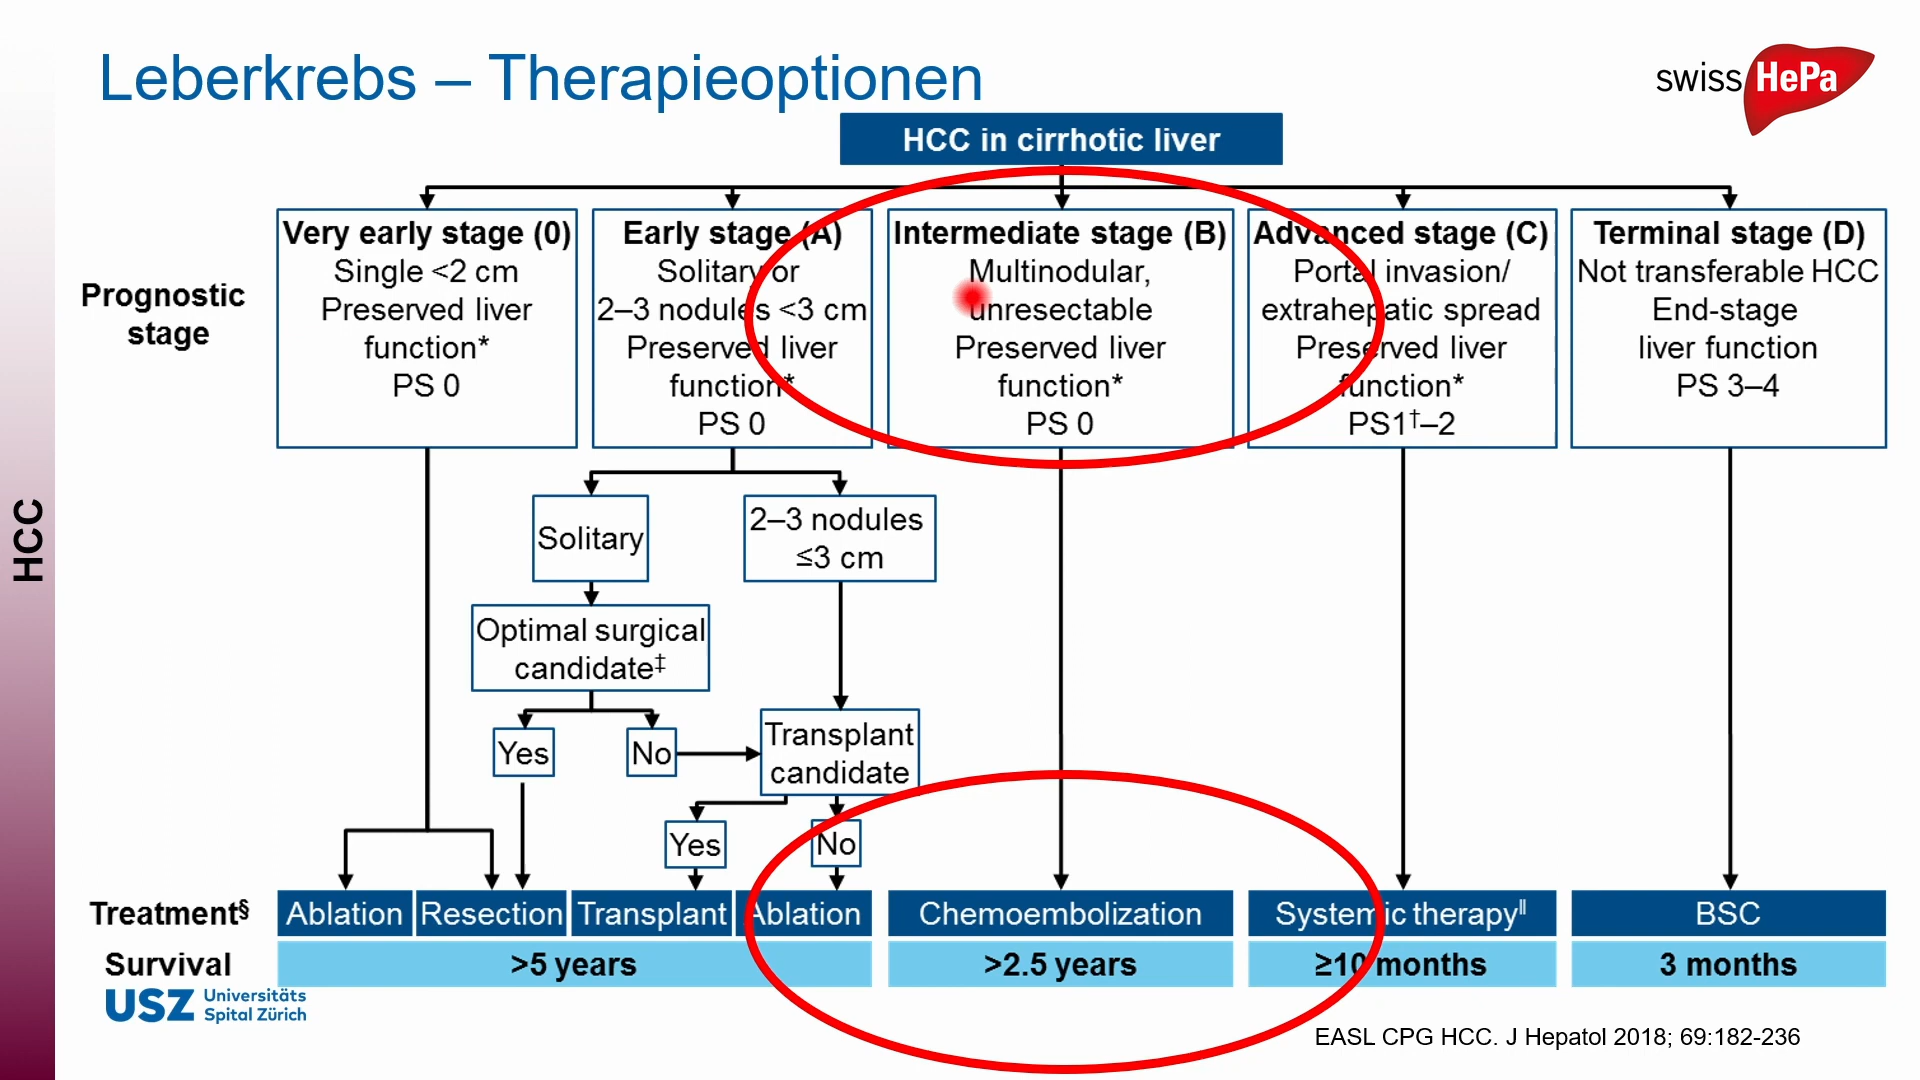 Leberkrebs – Therapieoptionen
swiss HePa
HCC in cirrhotic liver
Prognostic
stage
Very early stage (0)
Single <2 cm
Preserved liver
function*
PS 0
Early stage (A)
Solitary or
2–3 nodules <3 cm
Preserved liver
function*
PS 0
Intermediate stage (B)
Multinodular,
unresectable
Preserved liver
function*
PS 0
Advanced stage (C)
Portal invasion/
extrahepatic spread
Preserved liver
function*
PS1†–2
Terminal stage (D)
Not transferable HCC
End-stage
liver function
PS 3–4
HCC
Solitary
2–3 nodules
≤3 cm
Optimal surgical
candidate‡
Yes
No
Transplant
candidate
Yes
No
Treatment§
Ablation
Resection
Transplant
Ablation
Chemoembolization
Systemic therapy‖
BSC
Survival
>5 years
>2.5 years
≥10 months
3 months
USZ Universitäts
Spital Zürich
EASL CPG HCC. J Hepatol 2018; 69:182-236